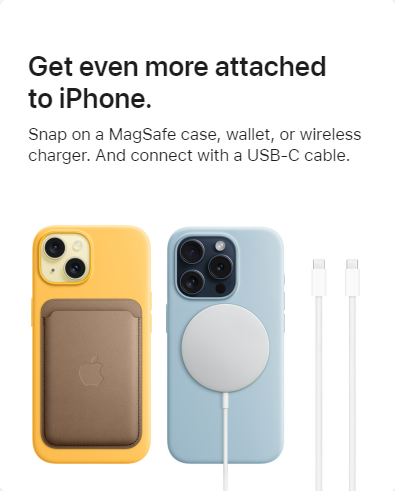 Get even more attached
to iPhone.
Snap on a MagSafe case, wallet, or wireless
charger. And connect with a USB-C cable.